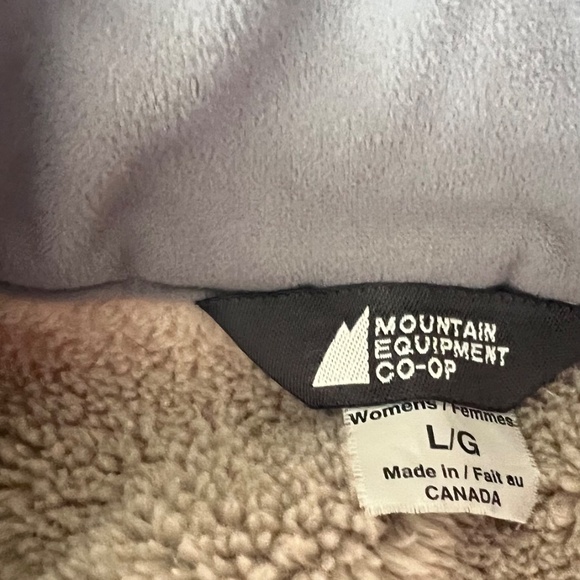 MOUNTAIN
EQUIPMENT
CO-OP
Womens / Femmes
L/G
Made in / Fait au
CANADA